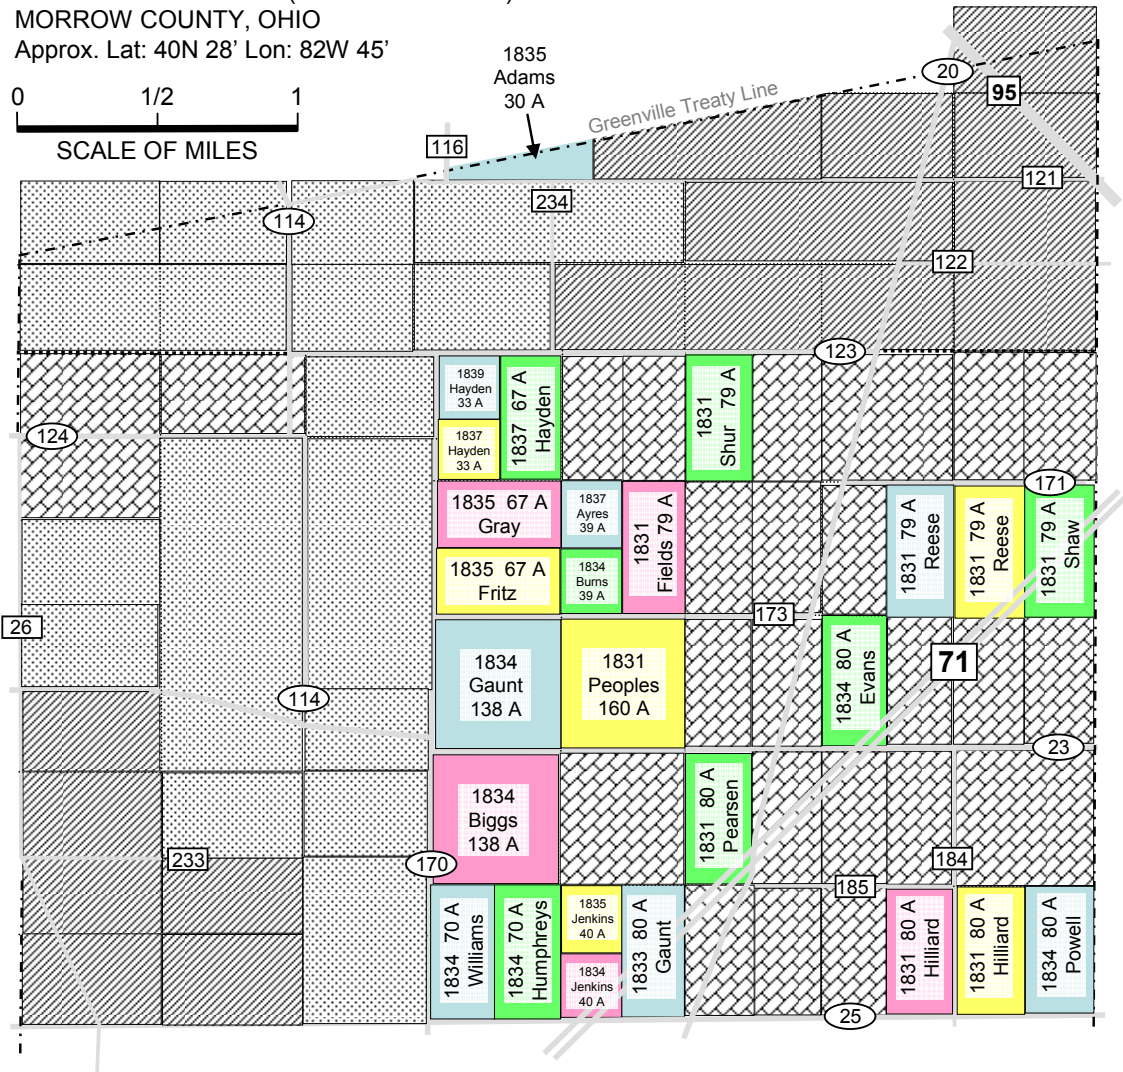 MORROW COUNTY, OHIO
Approx. Lat: 40N 28’ Lon: 82W 45’
0 1/2 1
SCALE OF MILES
1835
Adams
30 A
Greenville Treaty Line
20
95
116
121
234
114
122
123
1839
Hayden
33 A
1837 67 A
Hayden
1831
Shur 79 A
124
1837
Hayden
33 A
171
1835 67 A
Gray
1837
Ayres
39 A
1831
Fields 79 A
1831 79 A
Reese
1831 79 A
Reese
1831 79 A
Shaw
1835 67 A
Fritz
1834
Burns
39 A
26
173
1834
Gaunt
138 A
1831
Peoples
160 A
1834 80 A
Evans
71
114
23
1834
Biggs
138 A
1831 80 A
Pearsen
233
170
184
185
1834 70 A
Williams
1834 70 A
Humphreys
1835
Jenkins
40 A
1833 80 A
Gaunt
1831 80 A
Hilliard
1831 80 A
Hilliard
1834 80 A
Powell
1834
Jenkins
40 A
25